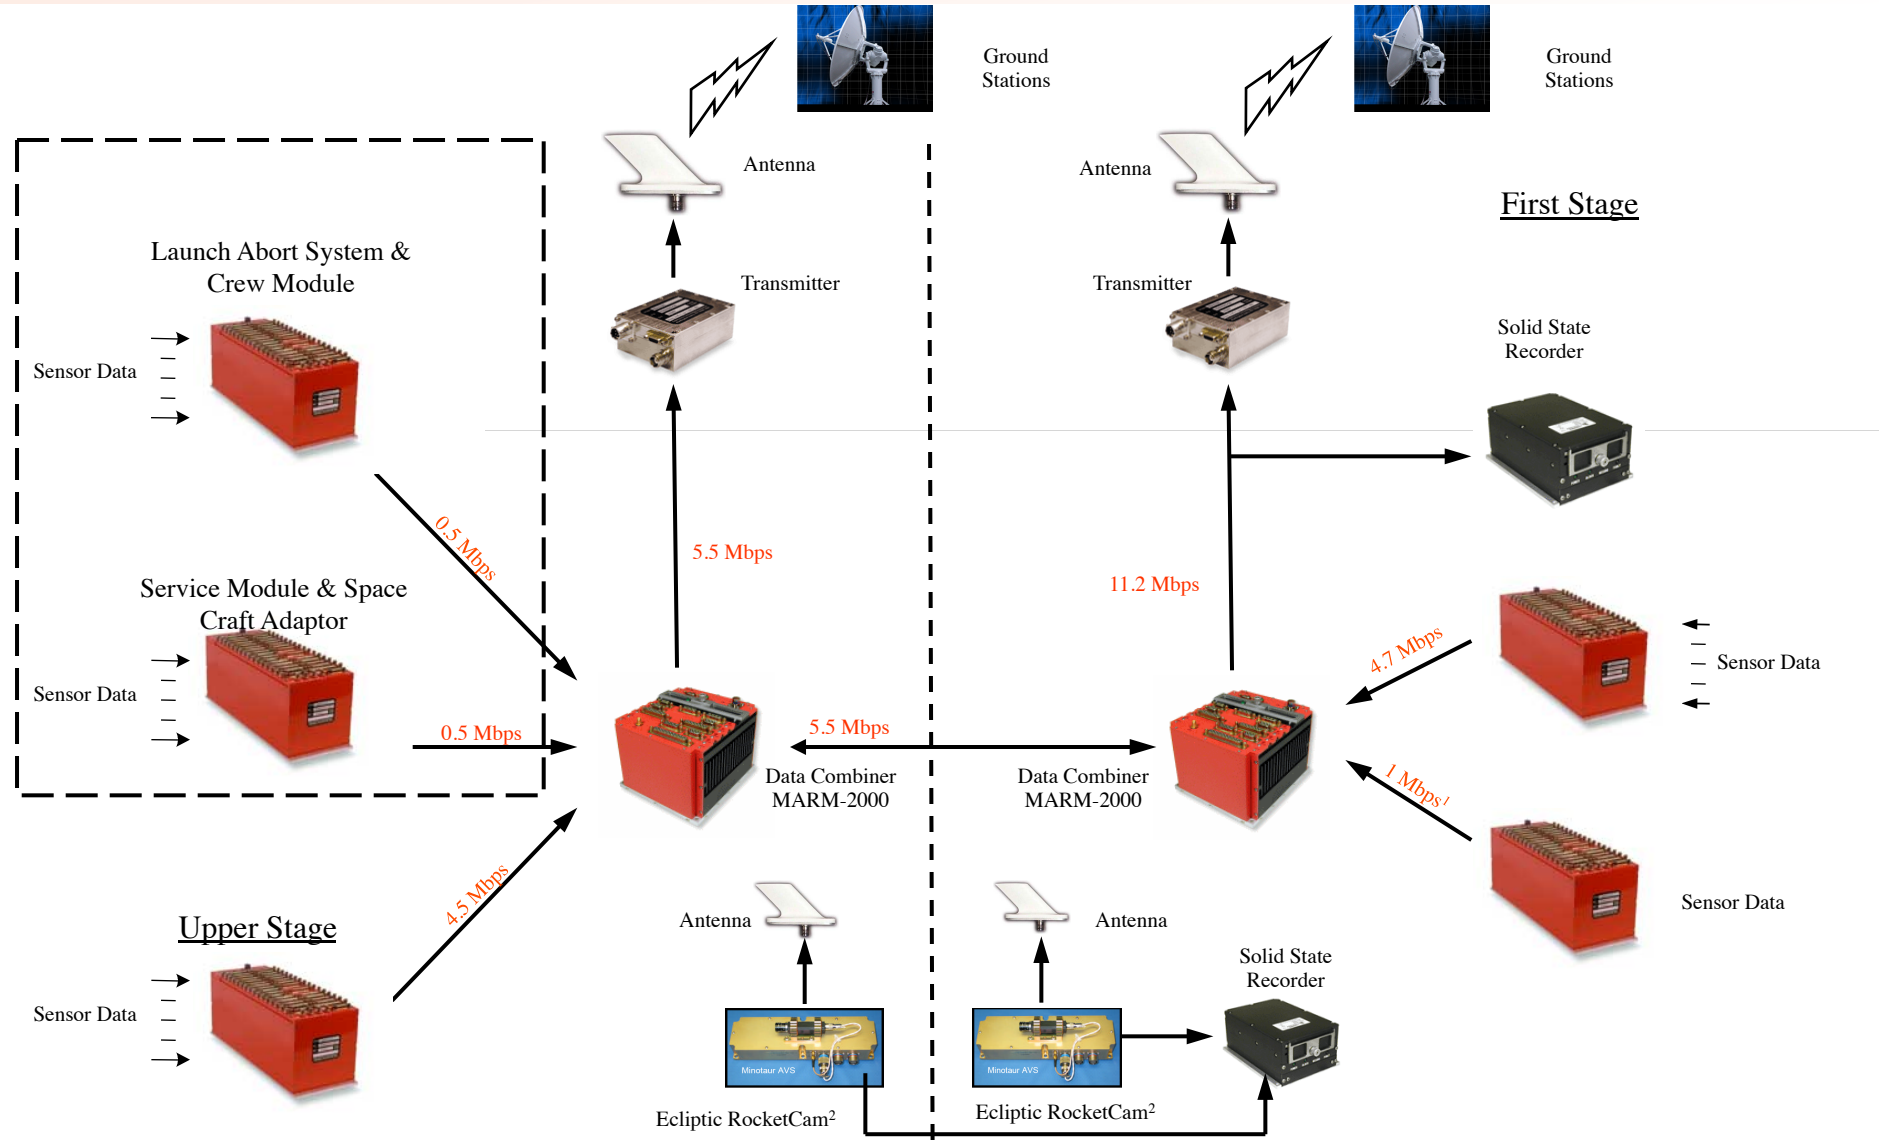 Ground
Stations
Ground
Stations
Antenna
Antenna
First Stage
Launch Abort System &
Crew Module
Transmitter
Transmitter
Solid State
Recorder
Sensor Data
0.5 Mbps
5.5 Mbps
11.2 Mbps
Service Module & Space
Craft Adaptor
4.7 Mbps
Sensor Data
Sensor Data
0.5 Mbps
5.5 Mbps
Data Combiner
MARM-2000
Data Combiner
MARM-2000
1 Mbps¹
4.5 Mbps
Upper Stage
Antenna
Antenna
Sensor Data
Solid State
Recorder
Sensor Data
Minotaur AVS
Minotaur AVS
Ecliptic RocketCam²
Ecliptic RocketCam²